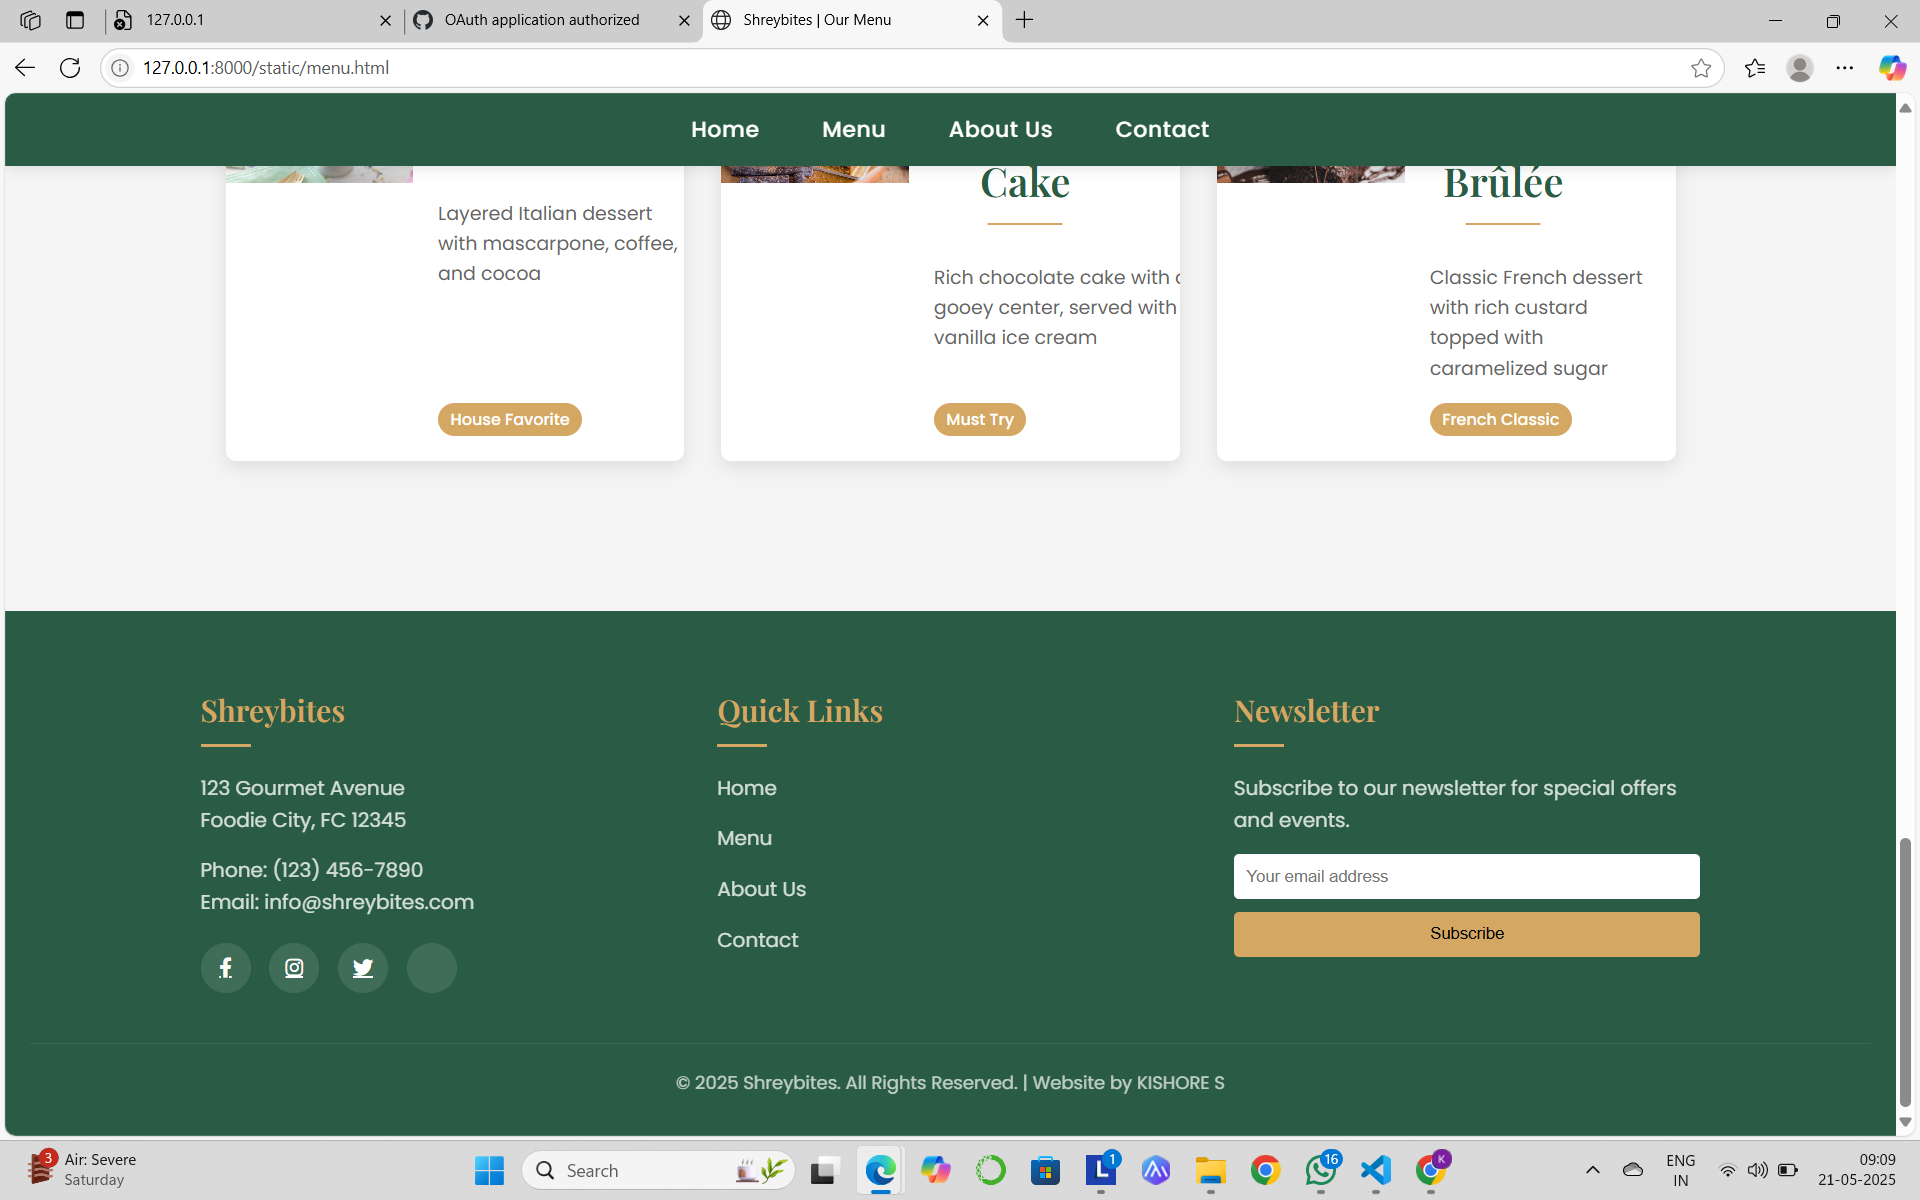 127.0.0.1
OAuth application authorized
Shreybites | Our Menu
127.0.0.1:8000/static/menu.html
Home
Menu
About Us
Contact
Layered Italian dessert
with mascarpone, coffee,
and cocoa
House Favorite
Cake
Rich chocolate cake with
gooey center, served with
vanilla ice cream
Must Try
Brûlée
Classic French dessert
with rich custard
topped with
caramelized sugar
French Classic
Shreybites
123 Gourmet Avenue
Foodie City, FC 12345
Phone: (123) 456-7890
Email: info@shreybites.com
Quick Links
Home
Menu
About Us
Contact
Newsletter
Subscribe to our newsletter for special offers
and events.
Your email address
Subscribe
© 2025 Shreybites. All Rights Reserved. | Website by KISHORE S
3
Air: Severe
Saturday
Search
L
1
16
K
ENG
IN
09:09
21-05-2025